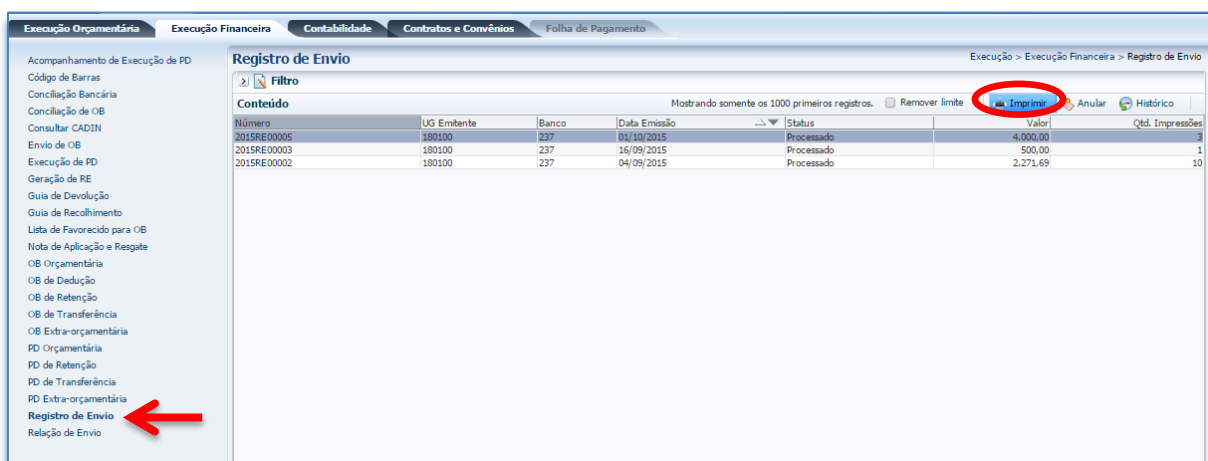 Execução Orçamentária Execução Financeira Contabilidade Contratos e Convênios Folha de Pagamento
Registro de Envio Execução > Execução Financeira > Registro de Envio
Filtro
Conteúdo Mostrando somente os 1000 primeiros registros. Remover limite Imprimir Anular Histórico
Número UG Emitente Banco Data Emissão Status Valor Qtd. Impressões
2015RE00005 180100 237 01/10/2015 Processado 4.000,00 3
2015RE00003 180100 237 16/09/2015 Processado 500,00 1
2015RE00002 180100 237 04/09/2015 Processado 2.271,69 10
Acompanhamento de Execução de PD
Código de Barras
Conciliação Bancária
Conciliação de OB
Consultar CADIN
Envio de OB
Execução de PD
Geração de RE
Guia de Devolução
Guia de Recolhimento
Lista de Favorecido para OB
Nota de Aplicação e Resgate
OB Orçamentária
OB de Dedução
OB de Retenção
OB de Transferência
OB Extra-orçamentária
PD Orçamentária
PD de Retenção
PD de Transferência
PD Extra-orçamentária
Registro de Envio
Relação de Envio